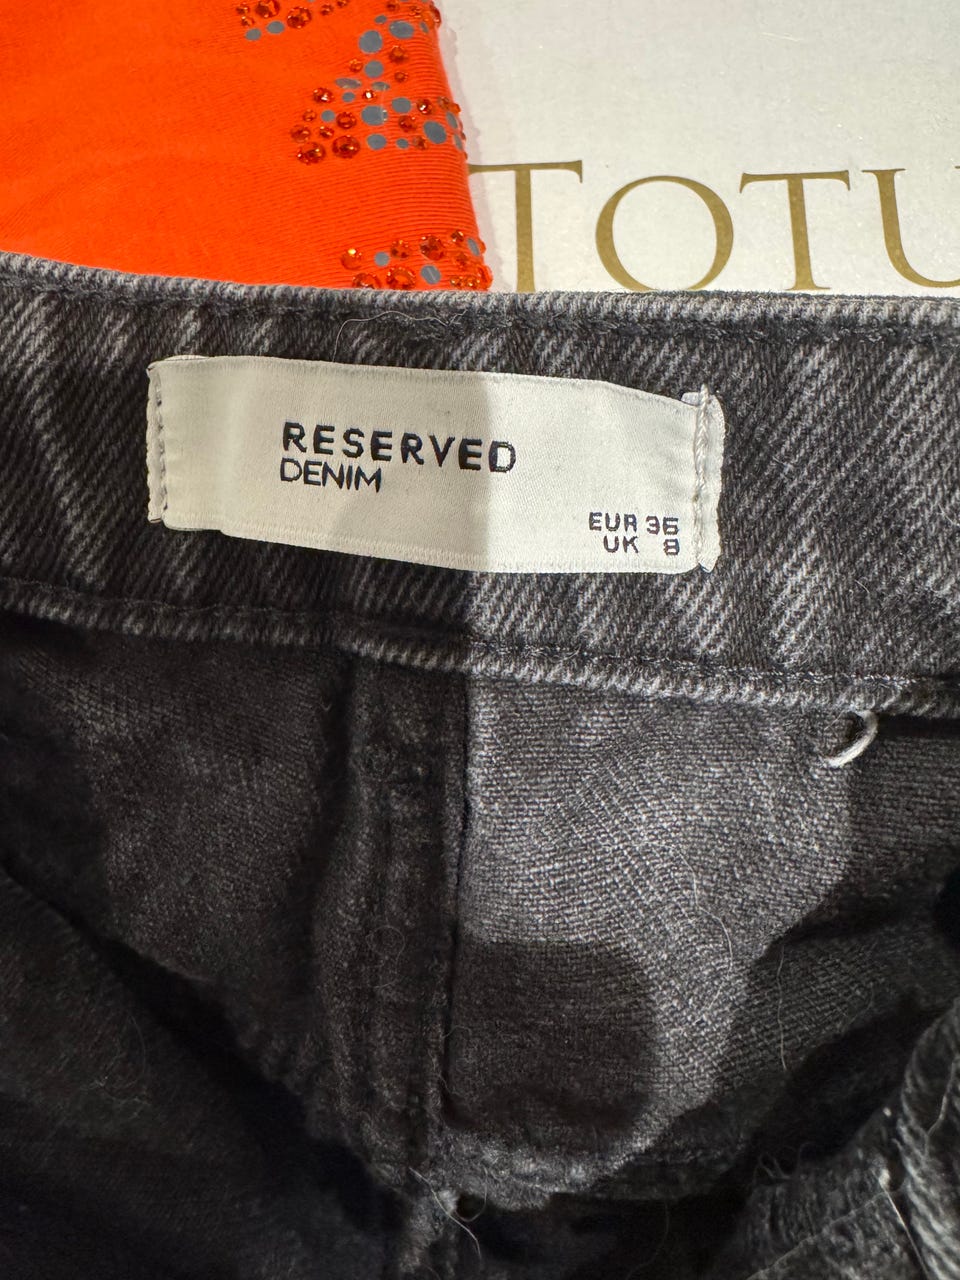 TOTU
RESERVED
DENIM
EUR 36
UK 8